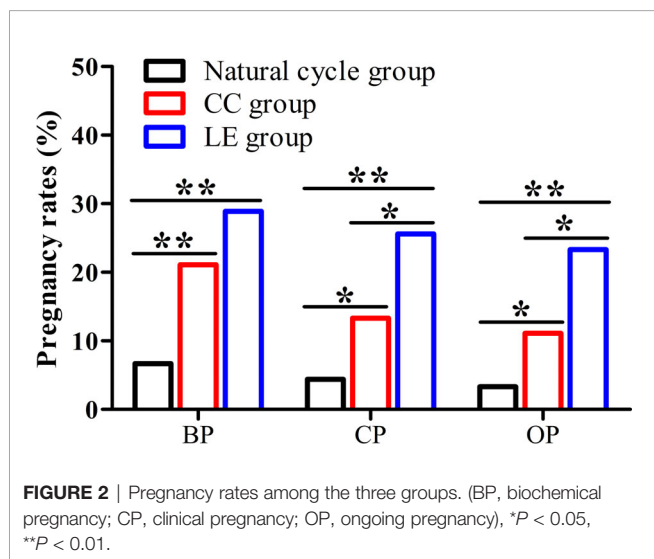 50
40
30
20
10
0
Pregnancy rates (%)
Natural cycle group
CC group
LE group
**
**
**
*
*
**
*
*
BP
CP
OP
FIGURE 2 | Pregnancy rates among the three groups. (BP, biochemical
pregnancy; CP, clinical pregnancy; OP, ongoing pregnancy), *P < 0.05,
**P < 0.01.